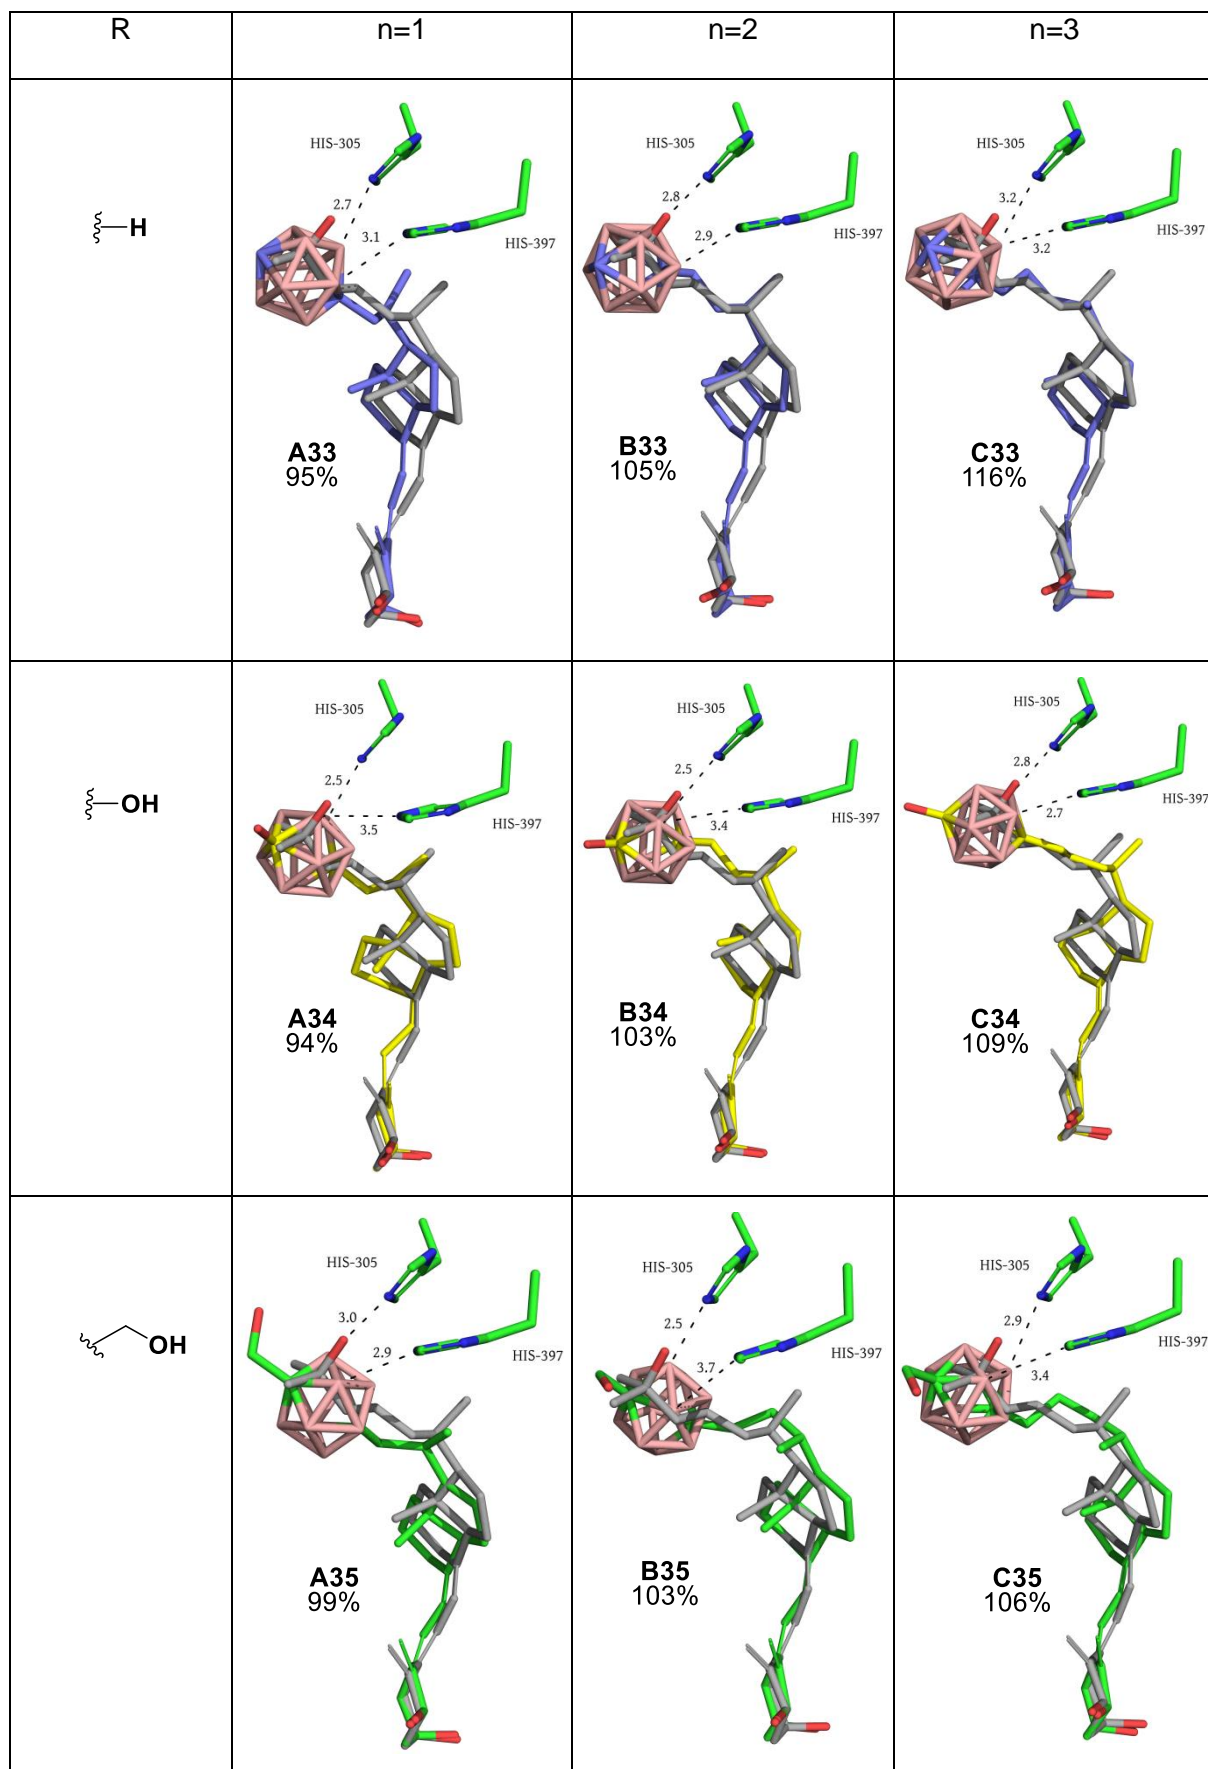 R n=1 n=2 n=3
HIS-305 HIS-305 HIS-305
2.7 2.8 3.2
H 3.1 HIS-397 2.9 HIS-397 3.2 HIS-397
A33 B33 C33
95% 105% 116%
HIS-305 HIS-305 HIS-305
2.5 2.5 2.8
OH 3.5 HIS-397 3.4 HIS-397 2.7 HIS-397
A34 B34 C34
94% 103% 109%
HIS-305 HIS-305 HIS-305
3.0 2.5 2.9
OH 2.9 HIS-397 3.7 HIS-397 3.4 HIS-397
A35 B35 C35
99% 103% 106%